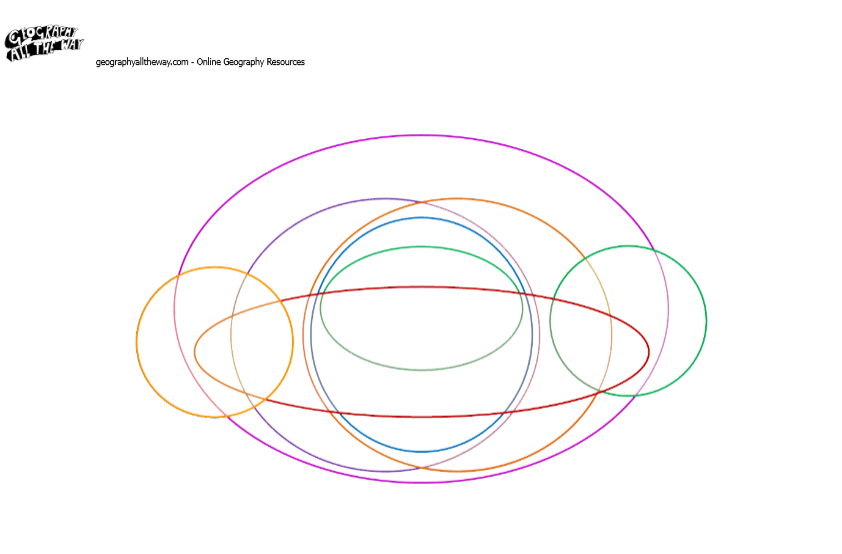 GEOGRAPHY
ALL THE WAY
geographyalltheway.com - Online Geography Resources